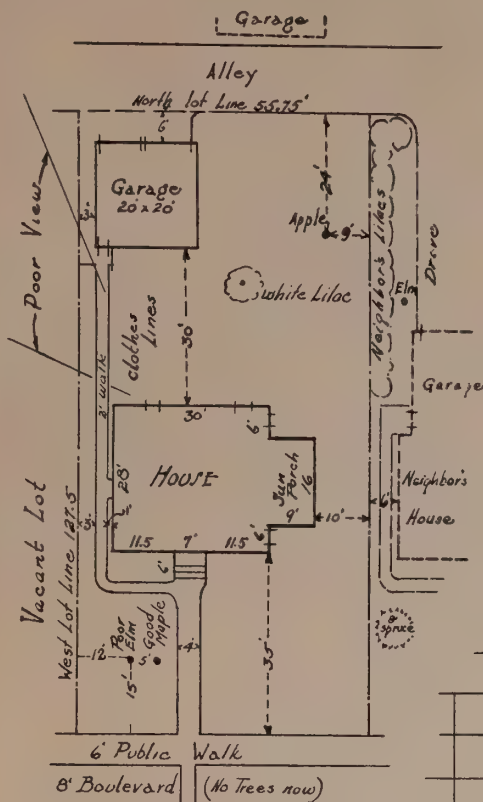 Garage
Alley
North lot Line 55.75'
6'
Garage
20' x 20'
3'
24'
Apple
9'
Poor View
White Lilac
Neighbor's Lilacs
Drive
Elm
Clothes
Lines
30'
2' Walk
Garage
30'
6'
28'
House
Sun Porch
16
9'
10'
6'
Neighbor's
House
Vacant Lot
West Lot Line 127.5
3'
11.5
7'
11.5
6'
6'
8'
Spruce
35'
12'
Poor
Elm
5'
Good
Maple
4'
15'
6' Public Walk
8' Boulevard (No Trees now)